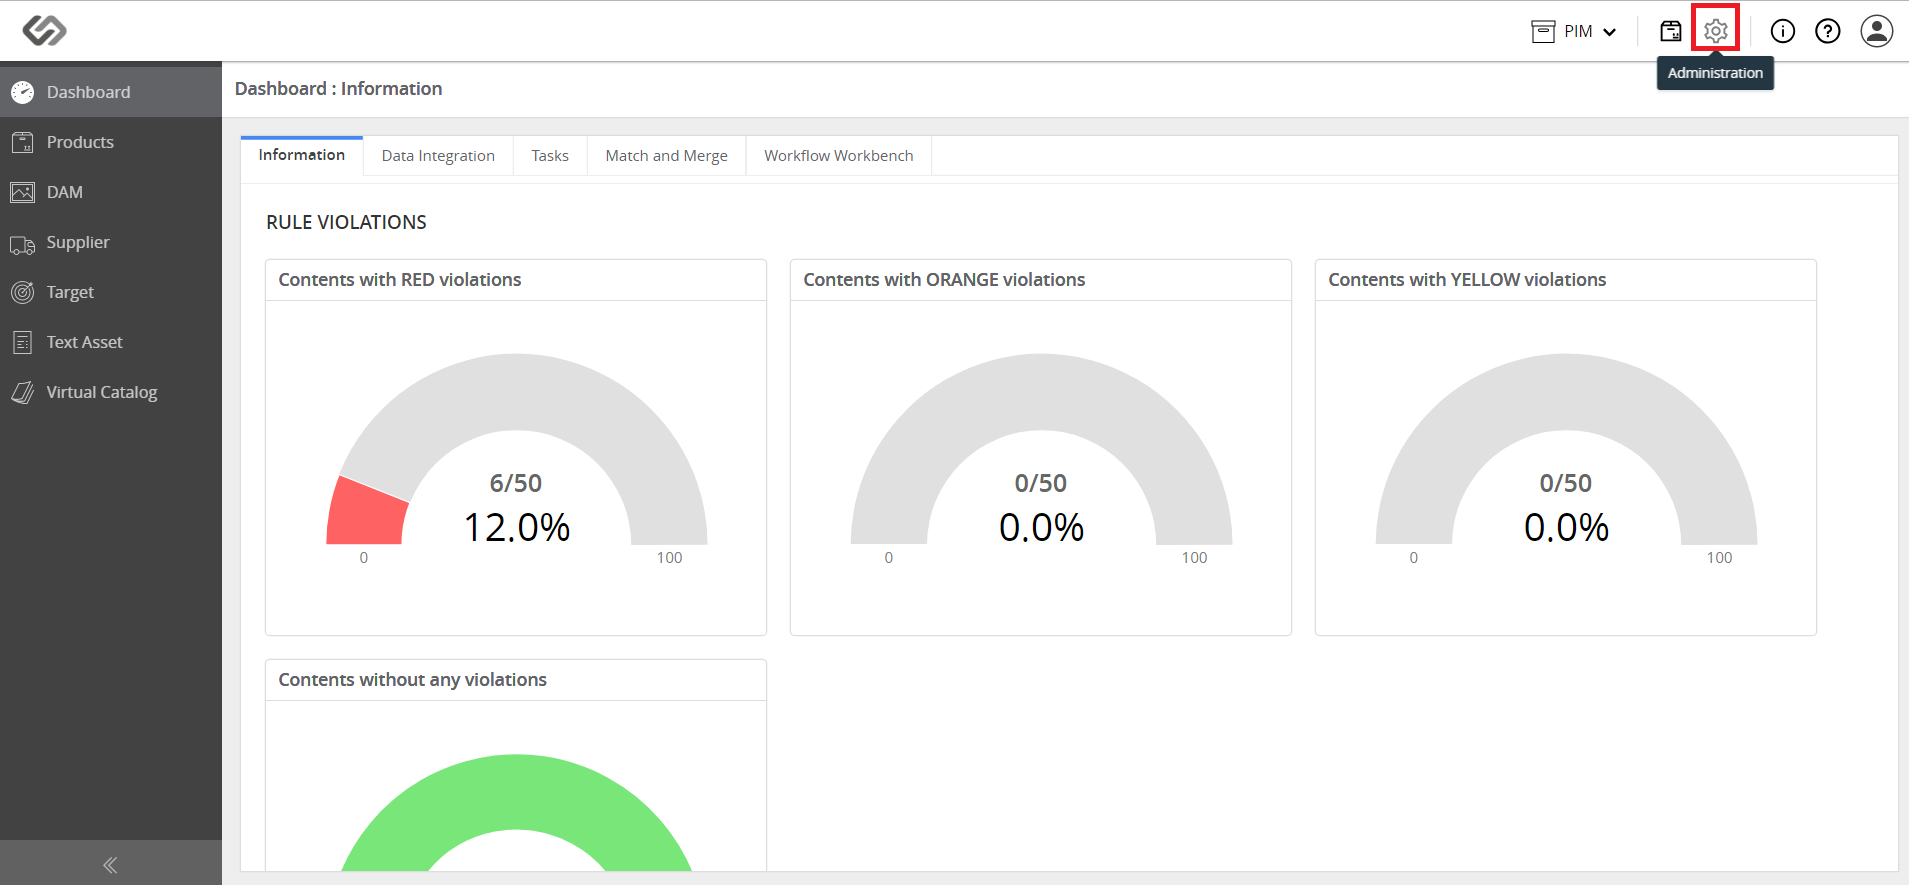 PIM
Administration
Dashboard
Products
DAM
Supplier
Target
Text Asset
Virtual Catalog
Dashboard : Information
Information
Data Integration
Tasks
Match and Merge
Workflow Workbench
RULE VIOLATIONS
Contents with RED violations
6/50
12.0%
0
100
Contents with ORANGE violations
0/50
0.0%
0
100
Contents with YELLOW violations
0/50
0.0%
0
100
Contents without any violations